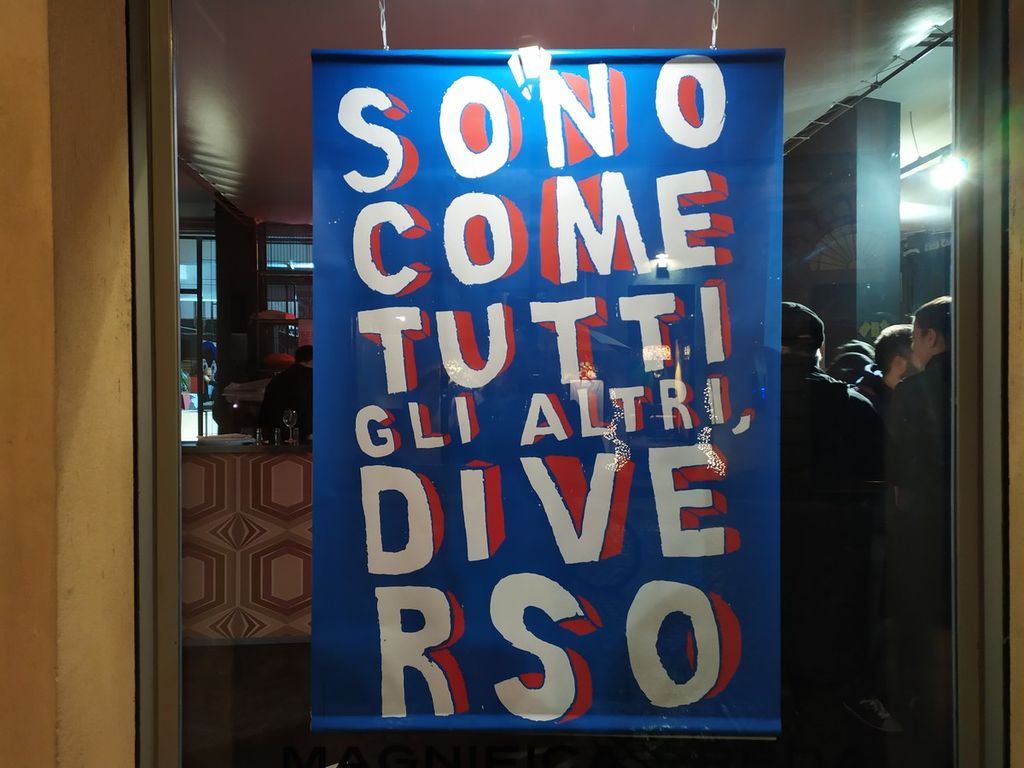 SONO
COME
TUTTI
GLI ALTRI,
DIVE
RSO